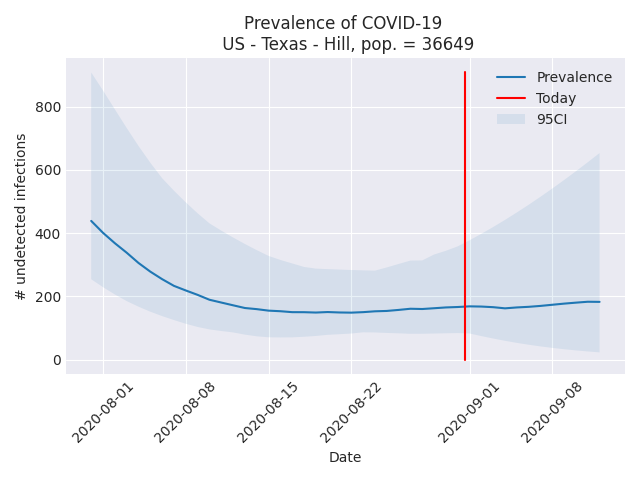 Prevalence of COVID-19
US - Texas - Hill, pop. = 36649
Prevalence
Today
95CI
# undetected infections
800
600
400
200
0
2020-08-01
2020-08-08
2020-08-15
2020-08-22
2020-09-01
2020-09-08
Date